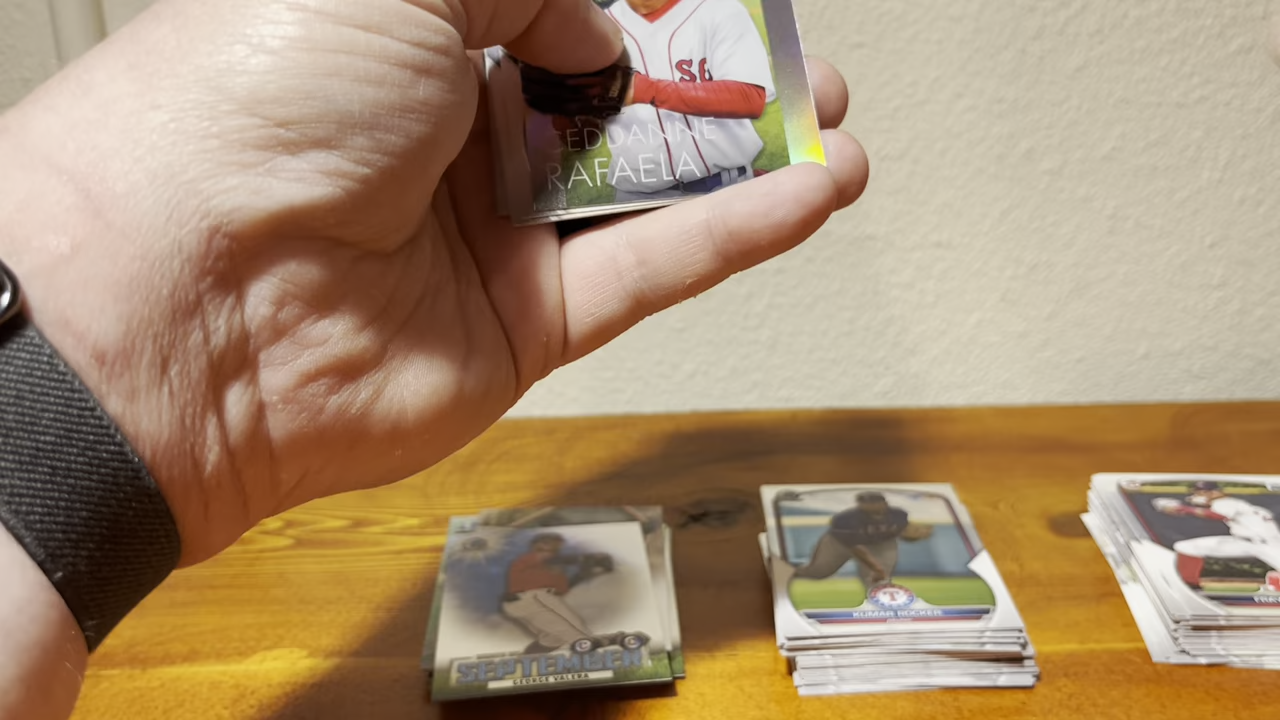 CEDDANNE
RAFAELA
SEPTEMBER
GEORGE VALERA
KUMAR ROCKER